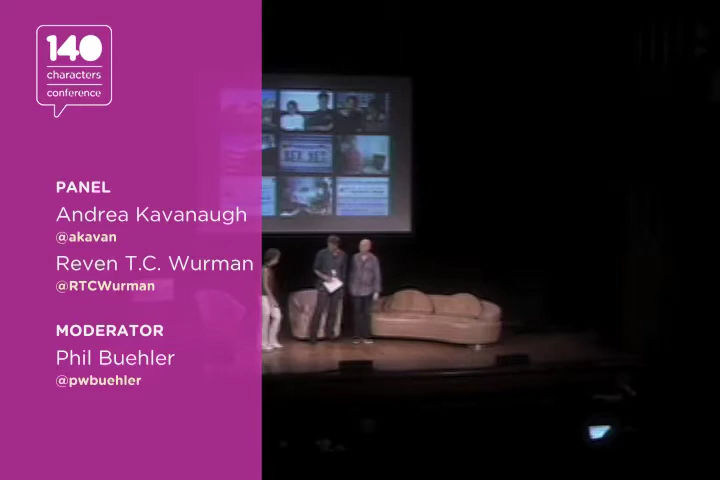 140
characters
conference
PANEL
Andrea Kavanaugh
@akavan
Reven T.C. Wurman
@RTCWurman
MODERATOR
Phil Buehler
@pwbuehler